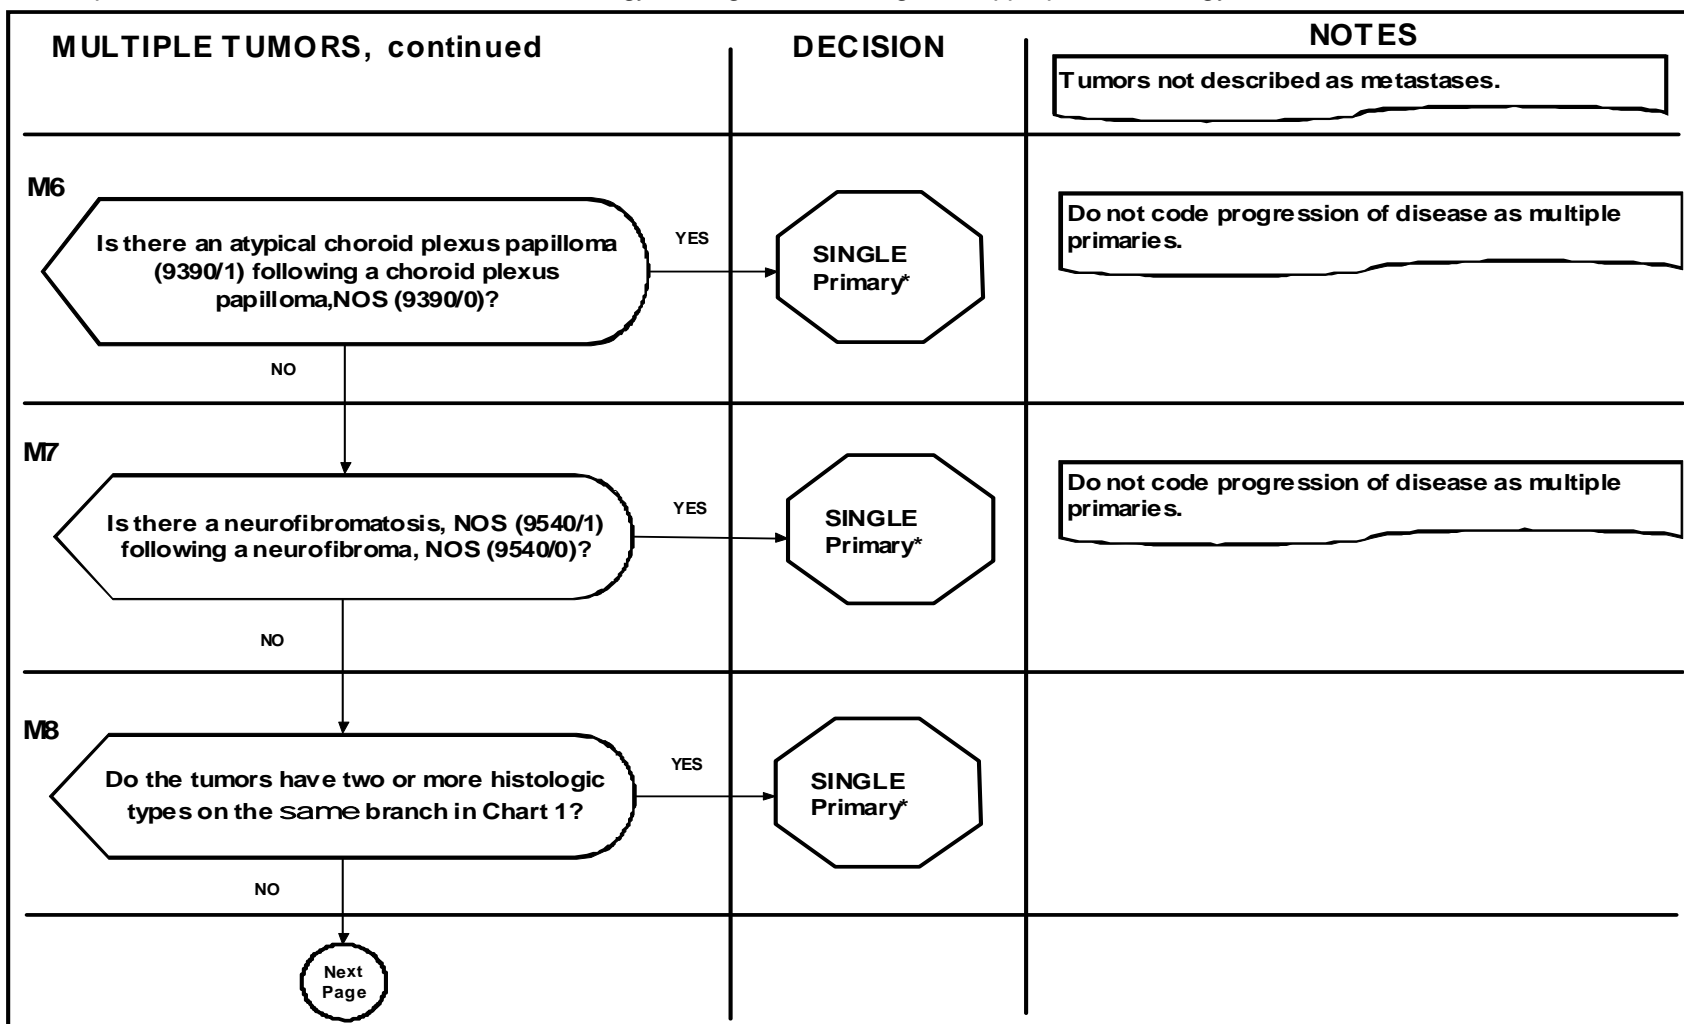 MULTIPLE TUMORS, continued
DECISION
NOTES
Tumors not described as metastases.
M6
Is there an atypical choroid plexus papilloma
(9390/1) following a choroid plexus
papilloma,NOS (9390/0)?
YES
SINGLE
Primary*
Do not code progression of disease as multiple
primaries.
NO
M7
Is there a neurofibromatosis, NOS (9540/1)
following a neurofibroma, NOS (9540/0)?
YES
SINGLE
Primary*
Do not code progression of disease as multiple
primaries.
NO
M8
Do the tumors have two or more histologic
types on the same branch in Chart 1?
YES
SINGLE
Primary*
NO
Next
Page